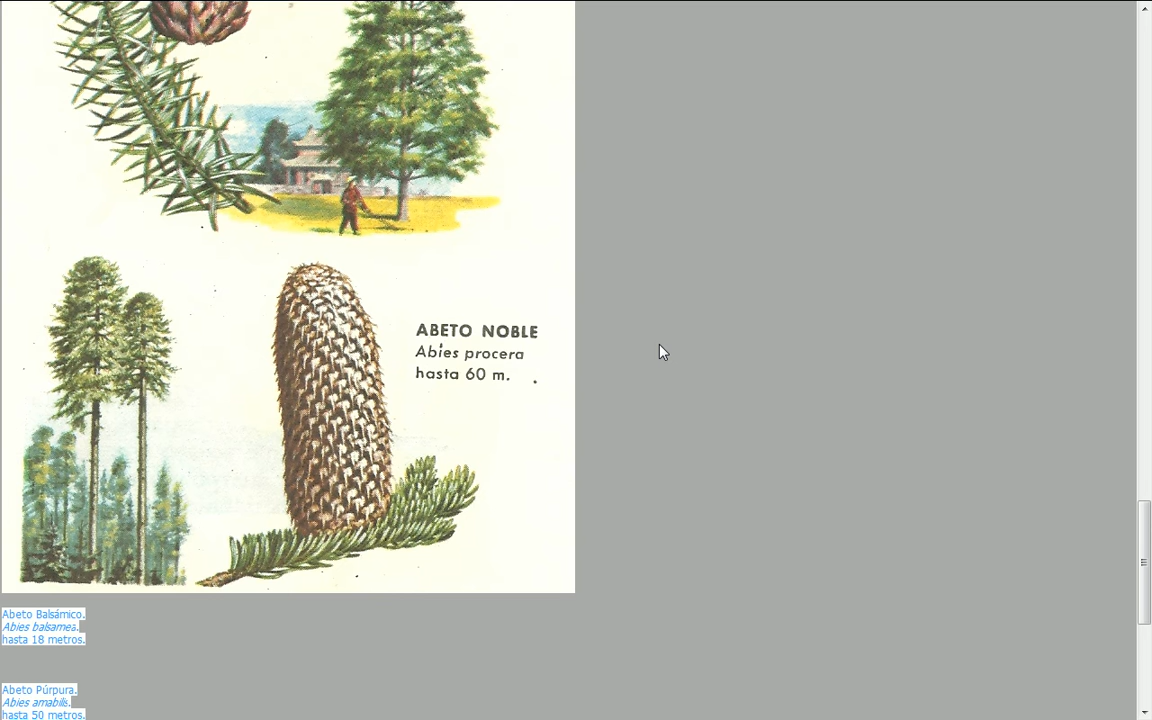 ABETO NOBLE
Abies procera
hasta 60 m.
Abeto Balsámico.
Abies balsamea.
hasta 18 metros.
Abeto Púrpura.
Abies amabilis.
hasta 50 metros.